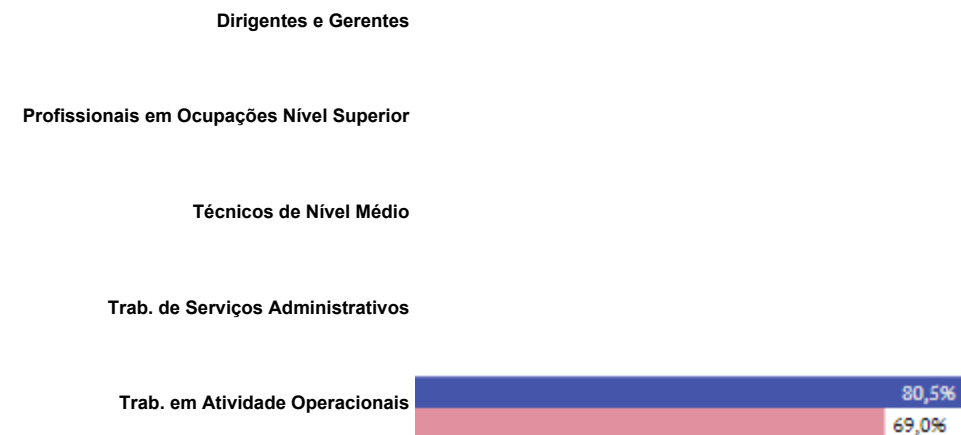 Dirigentes e Gerentes
Profissionais em Ocupações Nível Superior
Técnicos de Nível Médio
Trab. de Serviços Administrativos
Trab. em Atividade Operacionais
80,5%
69,0%